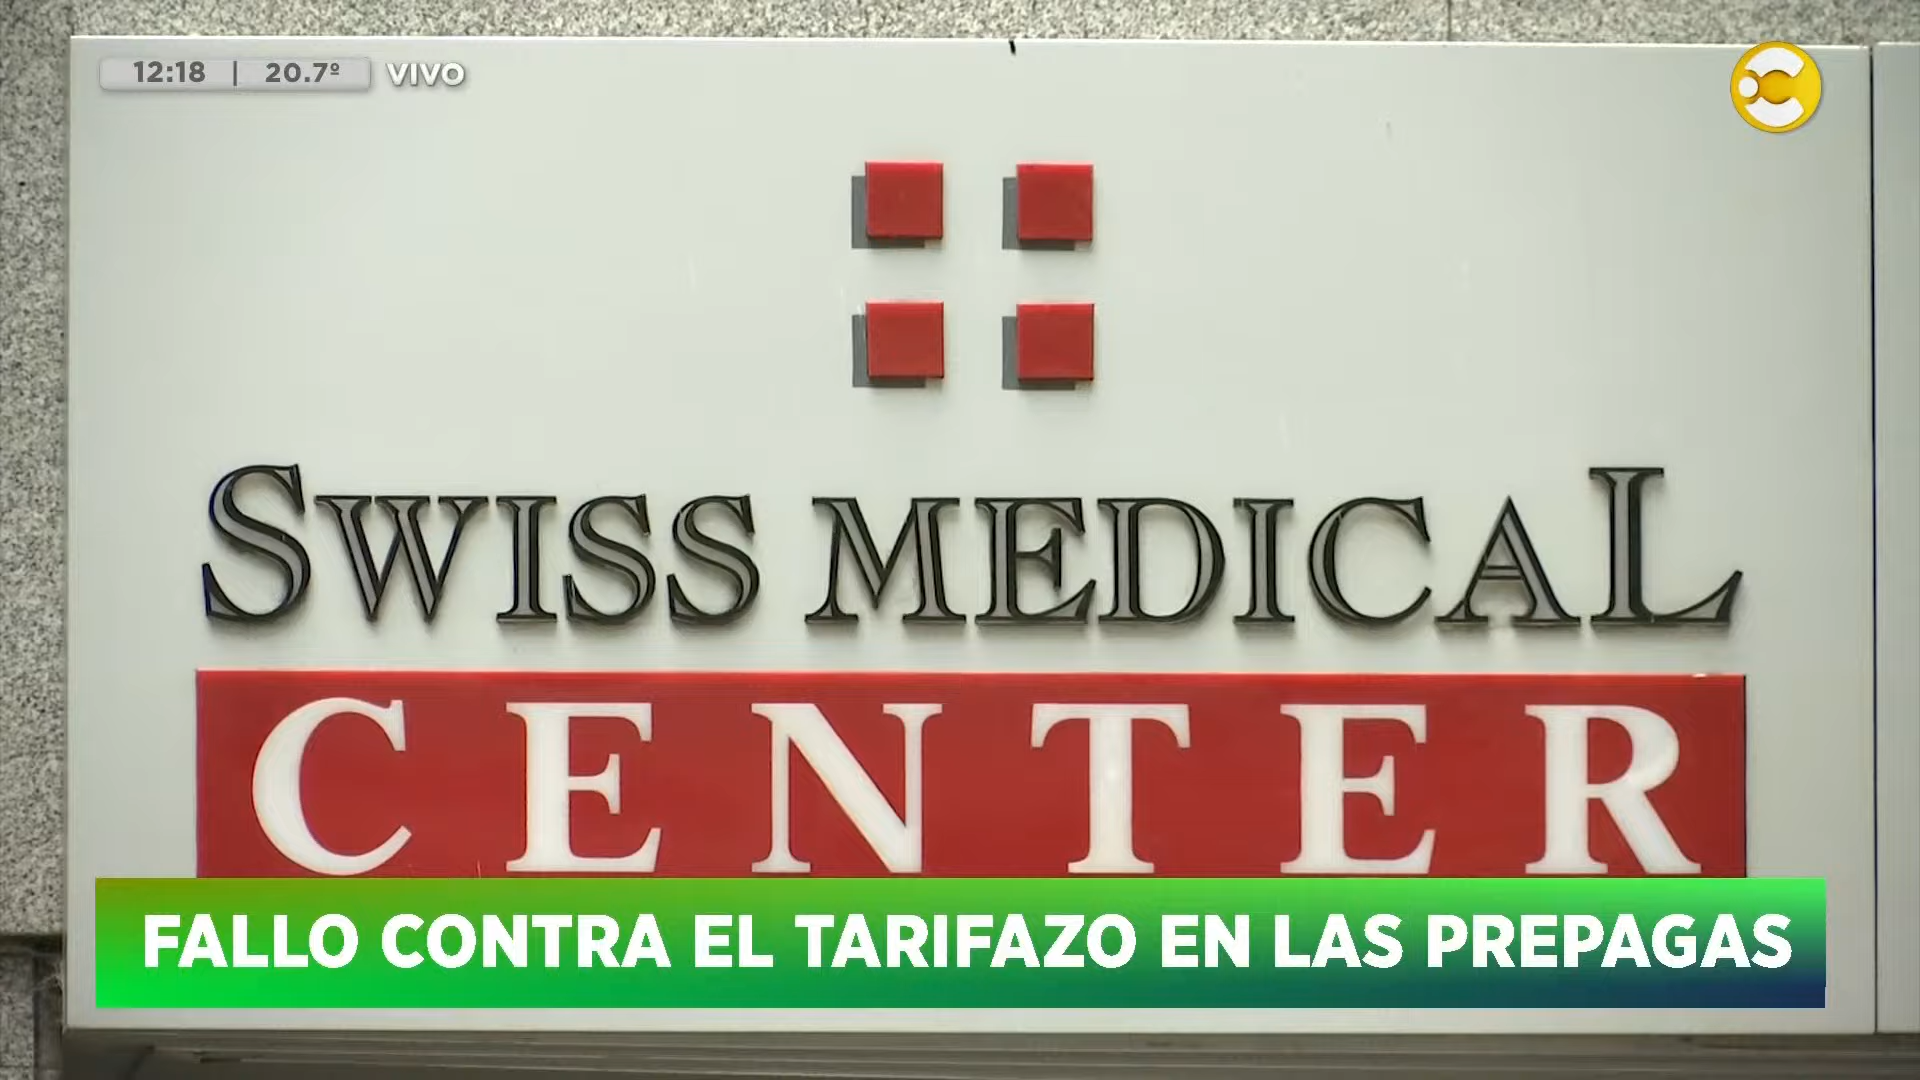 12:18 | 20.7º VIVO
SWISS MEDICAL
CENTER
FALLO CONTRA EL TARIFAZO EN LAS PREPAGAS